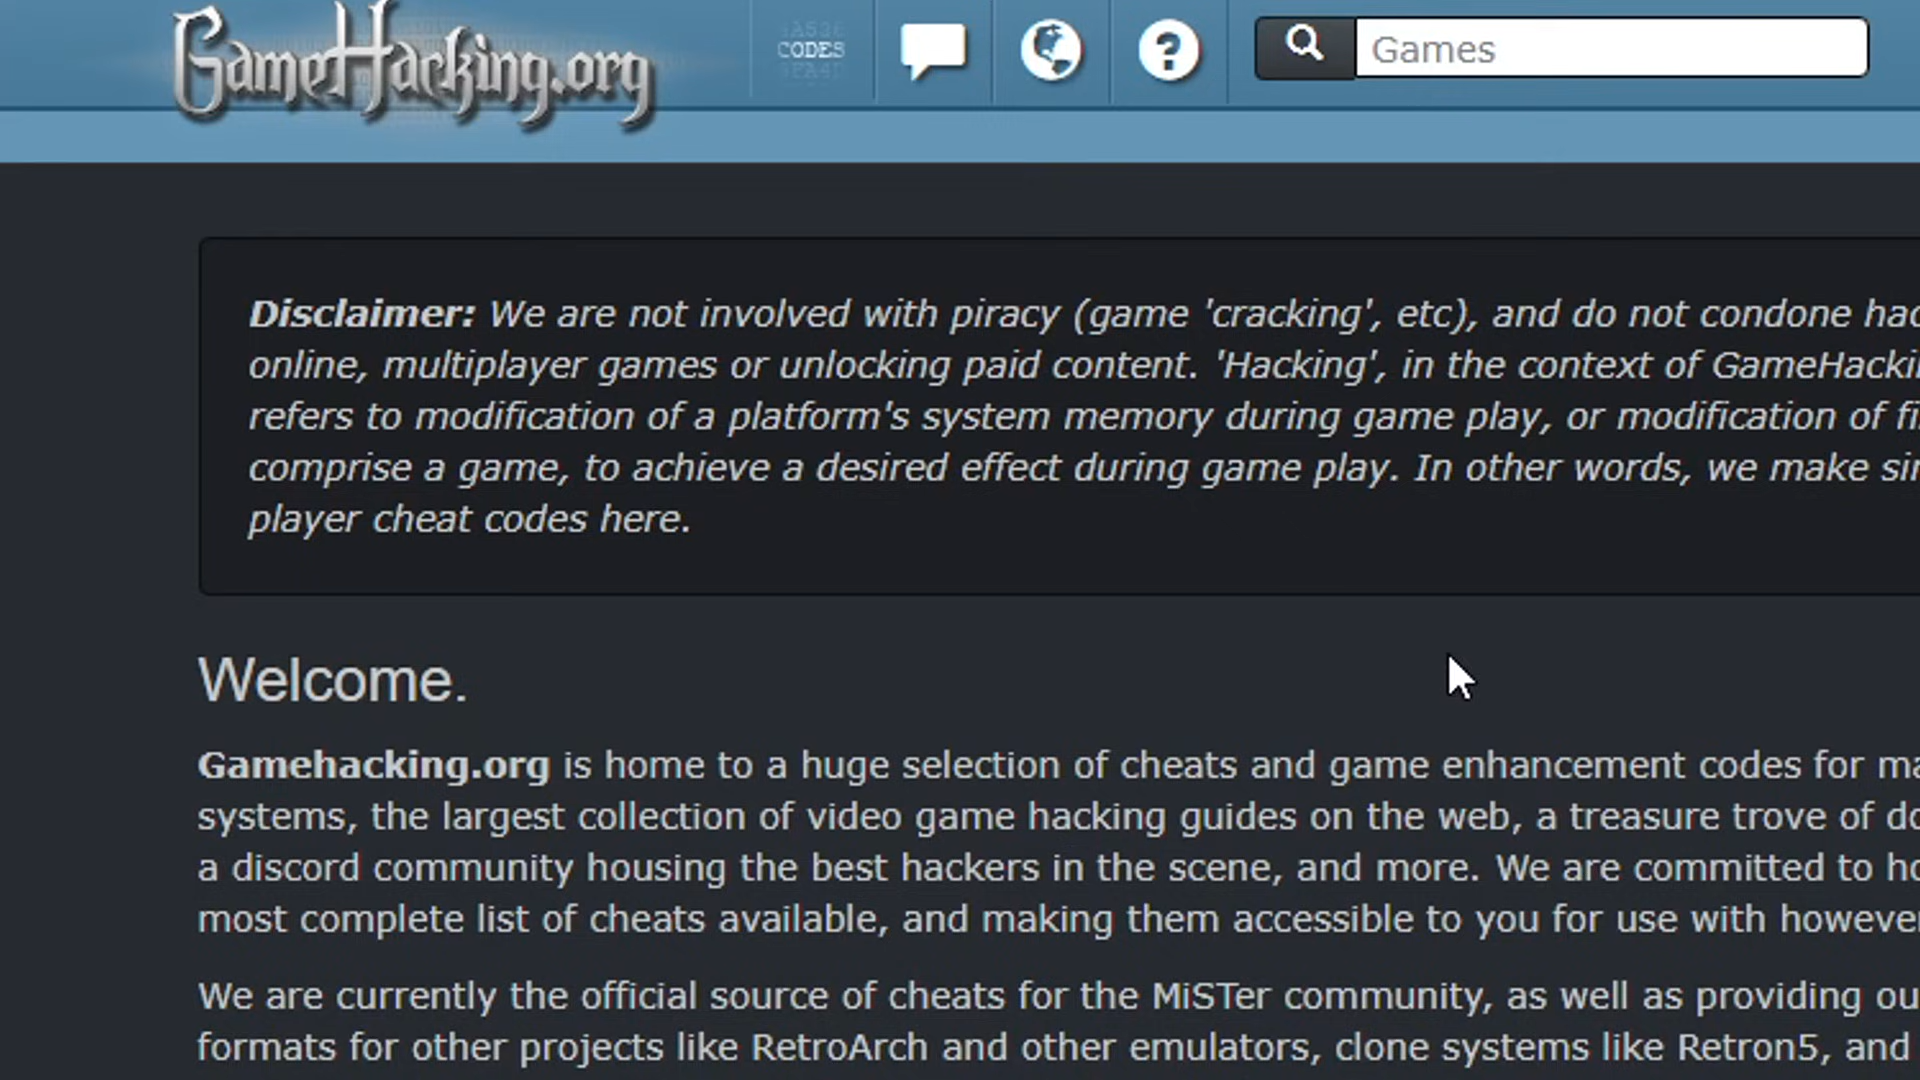 GameHacking.org
CODES
Games
Disclaimer: We are not involved with piracy (game 'cracking', etc), and do not condone hac
online, multiplayer games or unlocking paid content. 'Hacking', in the context of GameHacki
refers to modification of a platform's system memory during game play, or modification of fi
comprise a game, to achieve a desired effect during game play. In other words, we make sin
player cheat codes here.
Welcome.
Gamehacking.org is home to a huge selection of cheats and game enhancement codes for ma
systems, the largest collection of video game hacking guides on the web, a treasure trove of do
a discord community housing the best hackers in the scene, and more. We are committed to ho
most complete list of cheats available, and making them accessible to you for use with however
We are currently the official source of cheats for the MiSTer community, as well as providing ou
formats for other projects like RetroArch and other emulators, clone systems like Retron5, and